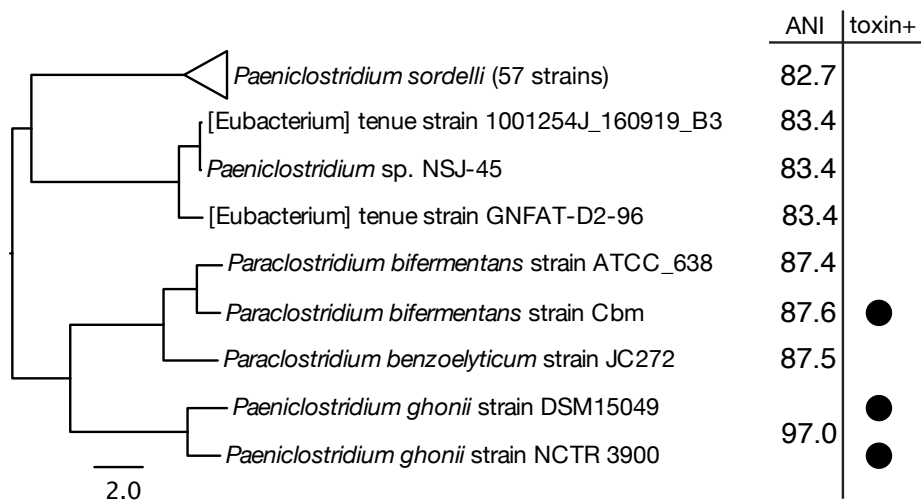 ANI toxin+
Paeniclostridium sordelli (57 strains) 82.7
[Eubacterium] tenue strain 1001254J_160919_B3 83.4
Paeniclostridium sp. NSJ-45 83.4
[Eubacterium] tenue strain GNFAT-D2-96 83.4
Paraclostridium bifermentans strain ATCC_638 87.4
Paraclostridium bifermentans strain Cbm 87.6
Paraclostridium benzoelyticum strain JC272 87.5
Paeniclostridium ghonii strain DSM15049
97.0
Paeniclostridium ghonii strain NCTR 3900
2.0